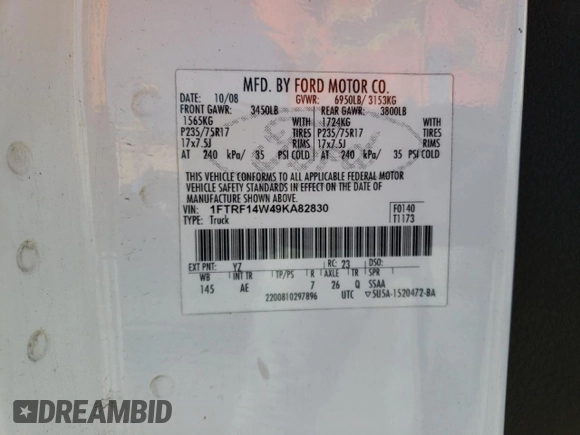 MFD. BY FORD MOTOR CO.
DATE: 10/08 GVWR: 6950LB/ 3153KG
FRONT GAWR: 3450LB REAR GAWR: 3800LB
1565KG WITH 1724KG WITH
P235/75R17 TIRES P235/75R17 TIRES
17x7.5J RIMS 17x7.5J RIMS
AT 240 kPa/ 35 PSI COLD AT 240 kPa/ 35 PSI COLD
THIS VEHICLE CONFORMS TO ALL APPLICABLE FEDERAL MOTOR
VEHICLE SAFETY STANDARDS IN EFFECT ON THE DATE OF
MANUFACTURE SHOWN ABOVE.
VIN: 1FTRF14W49KA82830 F0140
TYPE: Truck T1173
EXT PNT: YZ RC: 23 DSO:
WB INT TR TP/PS R AXLE TR SPR
145 AE 7 26 Q SSAA
2200810297896 UTC ▽5U5A-1520472-BA
DREAMBID